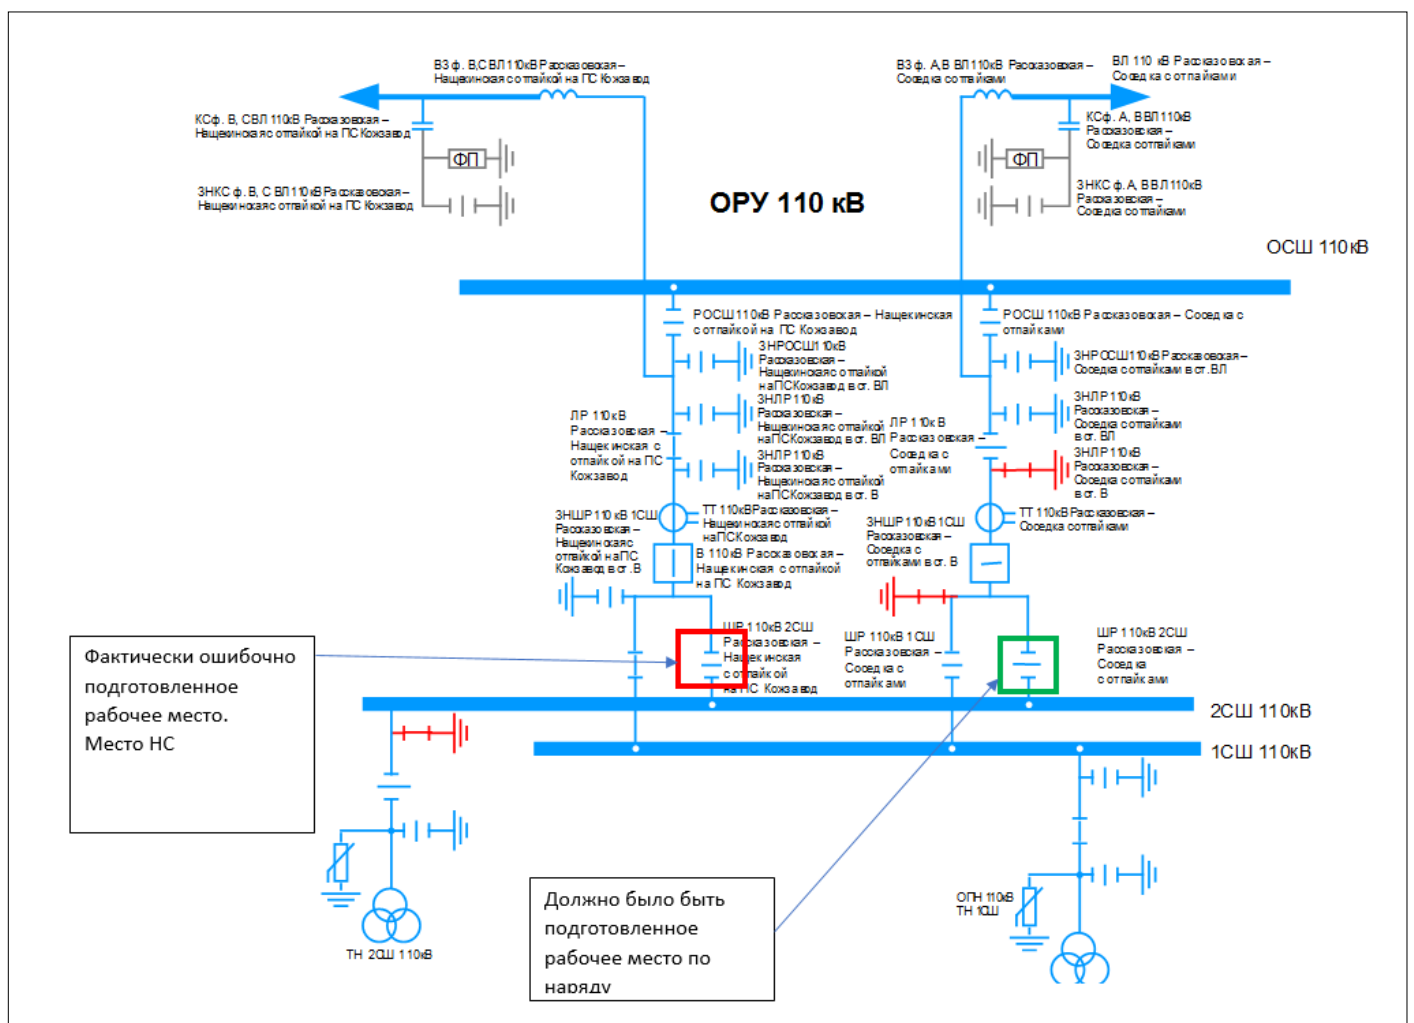 ВЗ ф. В,С ВЛ 110кВ Рассказовская –
Нащекинская с отпайкой на ПС Кожзавод
ВЗ ф. А,В ВЛ 110кВ Рассказовская –
Соседка с отпайками
ВЛ 110 кВ Рассказовская –
Соседка с отпайками
КС ф. В, С ВЛ 110кВ Рассказовская –
Нащекинская с отпайкой на ПС Кожзавод
КС ф. А, В ВЛ 110кВ
Рассказовская –
Соседка с отпайками
ФП
ФП
ЗНКС ф. В, С ВЛ 110кВ Рассказовская –
Нащекинская с отпайкой на ПС Кожзавод
ЗНКС ф. А, В ВЛ 110кВ
Рассказовская –
Соседка с отпайками
ОРУ 110 кВ
ОСШ 110кВ
РОСШ 110кВ Рассказовская – Нащекинская
с отпайкой на ПС Кожзавод
РОСШ 110кВ Рассказовская – Соседка с
отпайками
ЗНРОСШ 110кВ
Рассказовская –
Нащекинская с отпайкой
на ПС Кожзавод в ст. ВЛ
ЗНРОСШ 110кВ Рассказовская –
Соседка с отпайками в ст. ВЛ
ЗНЛР 110кВ
Рассказовская –
Нащекинская с отпайкой
на ПС Кожзавод в ст. ВЛ
ЗНЛР 110кВ
Рассказовская –
Соседка с отпайками
в ст. ВЛ
ЛР 110кВ
Рассказовская –
Нащекинская с
отпайкой на ПС
Кожзавод
ЛР 110кВ
Рассказовская –
Соседка с
отпайками
ЗНЛР 110кВ
Рассказовская –
Нащекинская с отпайкой
на ПС Кожзавод в ст. В
ЗНЛР 110кВ
Рассказовская –
Соседка с отпайками
в ст. В
ЗНШР 110кВ 1СШ
Рассказовская –
Нащекинская с
отпайкой на ПС
Кожзавод в ст. В
ТТ 110кВ Рассказовская –
Нащекинская с отпайкой
на ПС Кожзавод
ЗНШР 110кВ 1СШ
Рассказовская –
Соседка с
отпайками в ст. В
ТТ 110кВ Рассказовская –
Соседка с отпайками
В 110кВ Рассказовская –
Нащекинская с отпайкой
на ПС Кожзавод
ШР 110кВ 2СШ
Рассказовская –
Нащекинская
с отпайкой
на ПС Кожзавод
ШР 110кВ 1СШ
Рассказовская –
Соседка с
отпайками
ШР 110кВ 2СШ
Рассказовская –
Соседка
с отпайками
Фактически ошибочно
подготовленное
рабочее место.
Место НС
2СШ 110кВ
1СШ 110кВ
Должно было быть
подготовленное
рабочее место по
наряду
ОПН 110кВ
ТН 1СШ
ТН 2СШ 110кВ